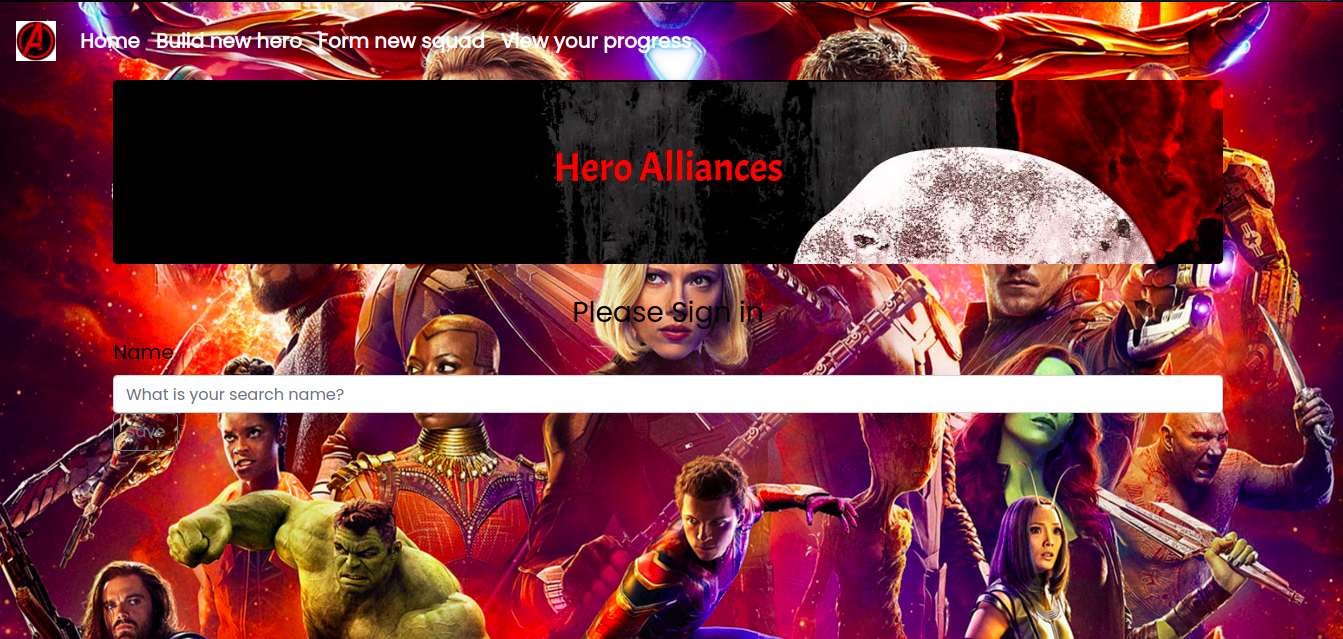 Home Build new hero Form new squad View your progress
Hero Alliances
Please Sign in
Name
What is your search name?
Save